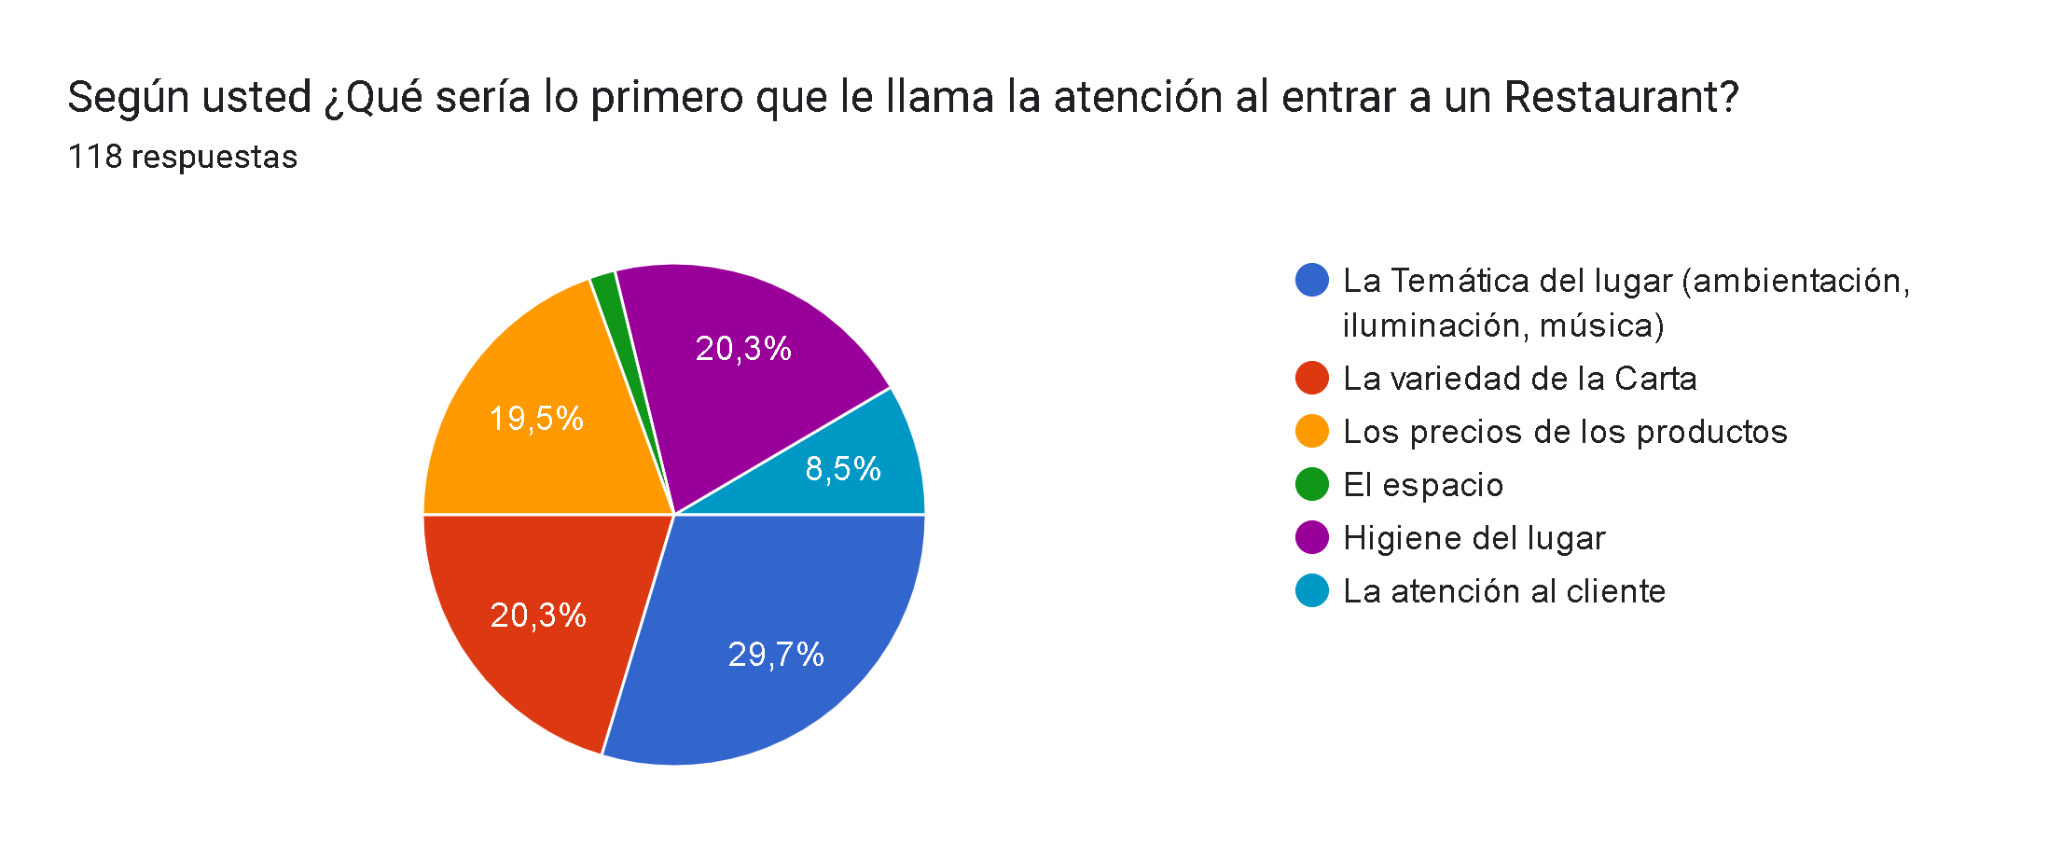 Según usted ¿Qué sería lo primero que le llama la atención al entrar a un Restaurant?
118 respuestas
20,3%
19,5%
8,5%
20,3%
29,7%
La Temática del lugar (ambientación,
iluminación, música)
La variedad de la Carta
Los precios de los productos
El espacio
Higiene del lugar
La atención al cliente